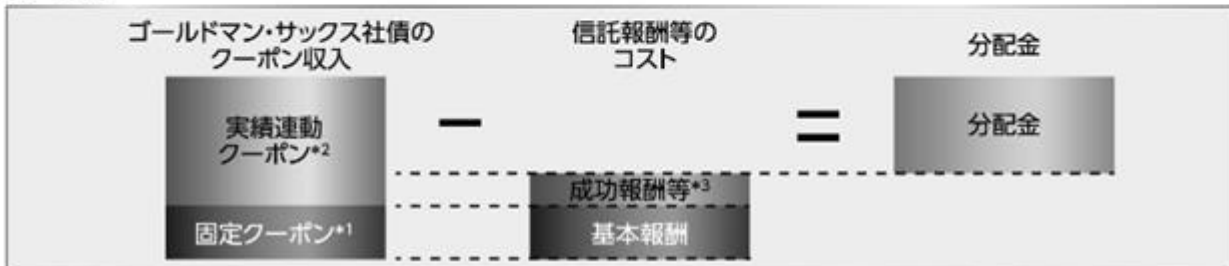 ゴールドマン・サックス社債の
クーポン収入
信託報酬等の
コスト
分配金
実績連動
クーポン*2
固定クーポン*1
ー
成功報酬等*3
基本報酬
=
分配金